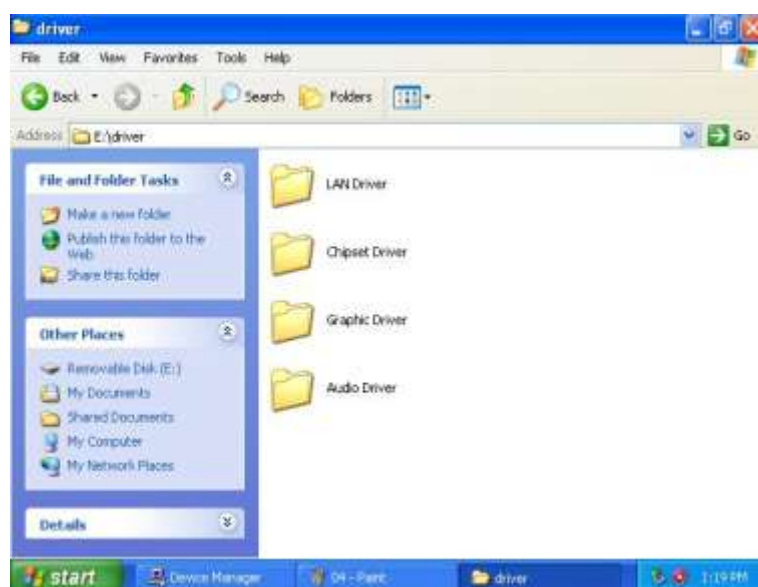 driver
File Edit View Favorites Tools Help
Back Search Folders
Address E:\driver Go
File and Folder Tasks
Make a new folder
Publish this folder to the
Web
Share this folder
Other Places
Removable Disk (E:)
My Documents
Shared Documents
My Computer
My Network Places
Details
LAN Driver
Chipset Driver
Graphic Driver
Audio Driver
start Device Manager 04 - Paint driver 1:19 PM